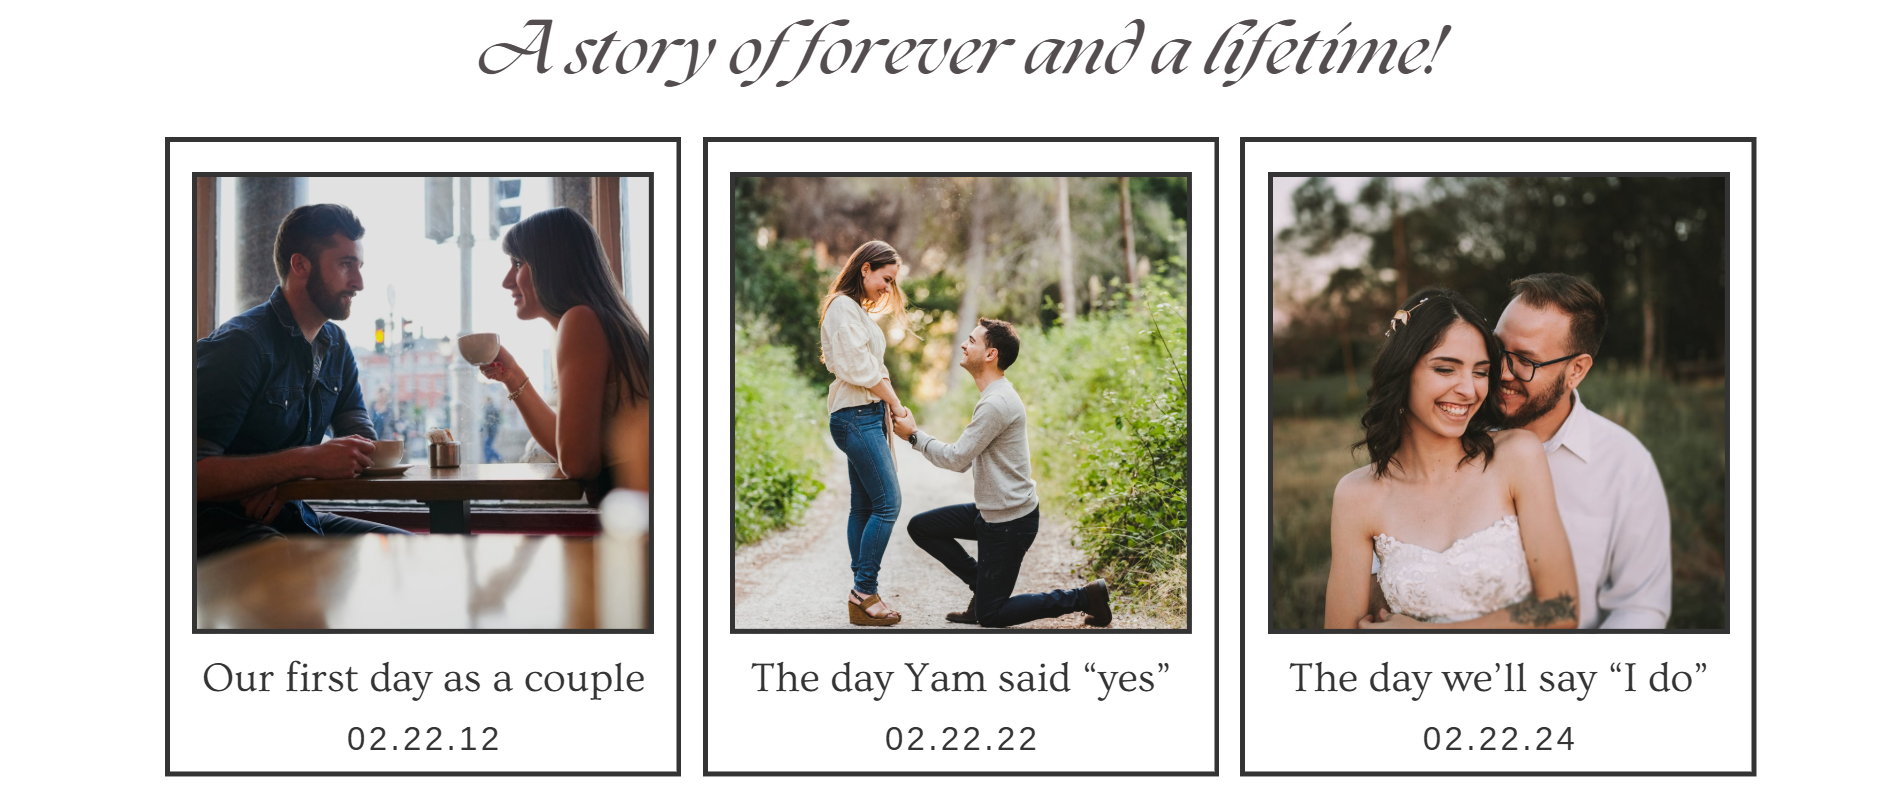 A story of forever and a lifetime!
Our first day as a couple
02.22.12
The day Yam said “yes”
02.22.22
The day we’ll say “I do”
02.22.24